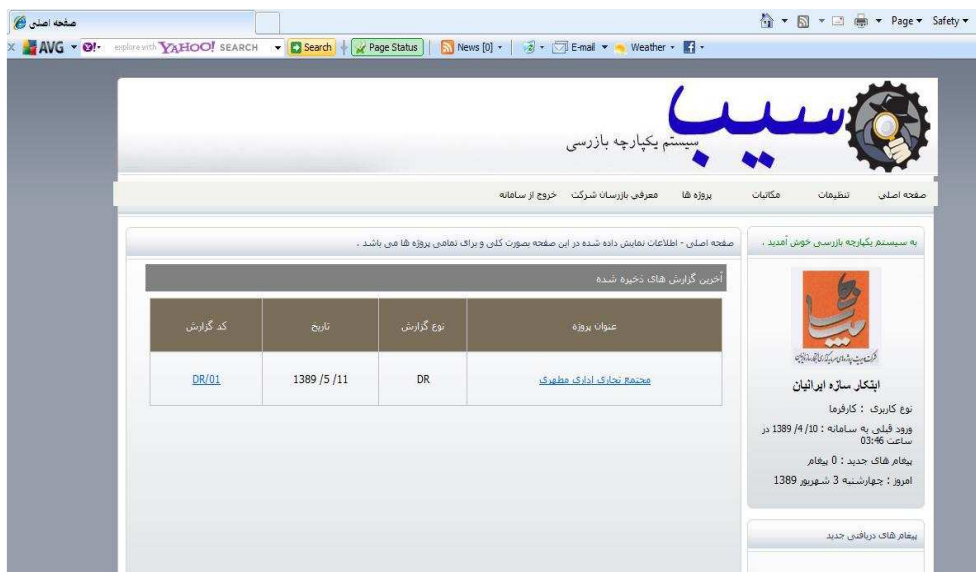 صفحه اصلی
Page
Safety
AVG
explore with YAHOO! SEARCH
Search
Page Status
News [0]
E-mail
Weather
سیب
سیستم یکپارچه بازرسی
صفحه اصلی
تنظیمات
مکاتبات
پروژه ها
معرفی بازرسان شرکت
خروج از سامانه
به سیستم یکپارچه بازرسی خوش آمدید .
ابتکار سازه ایرانیان
نوع کاربری : کارفرما
ورود قبلی به سامانه : 10/ 4/ 1389 در
ساعت 03:46
پیغام های جدید : 0 پیغام
امروز : چهارشنبه 3 شهریور 1389
پیغام های دریافتی جدید
صفحه اصلی - اطلاعات نمایش داده شده در این صفحه بصورت کلی و برای تمامی پروژه ها می باشد .
آخرین گزارش های ذخیره شده
عنوان پروژه
نوع گزارش
تاریخ
کد گزارش
مجتمع تجاری اداری مطهری
DR
1389 /5 /11
DR/01